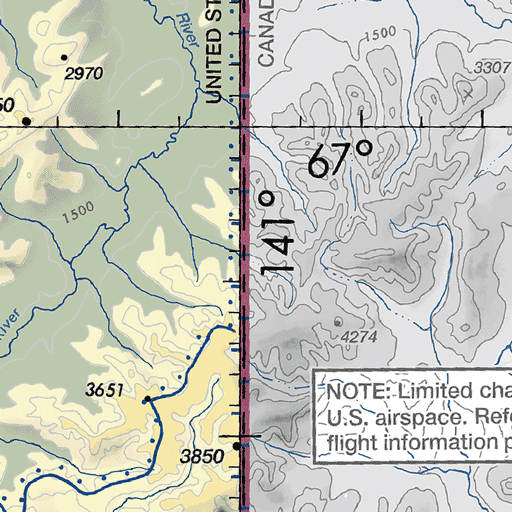 River
UNITED ST
CANAD
1500
3307
2970
50
67°
1500
141°
River
4274
3651
NOTE: Limited cha
U.S. airspace. Refe
flight information p
3850